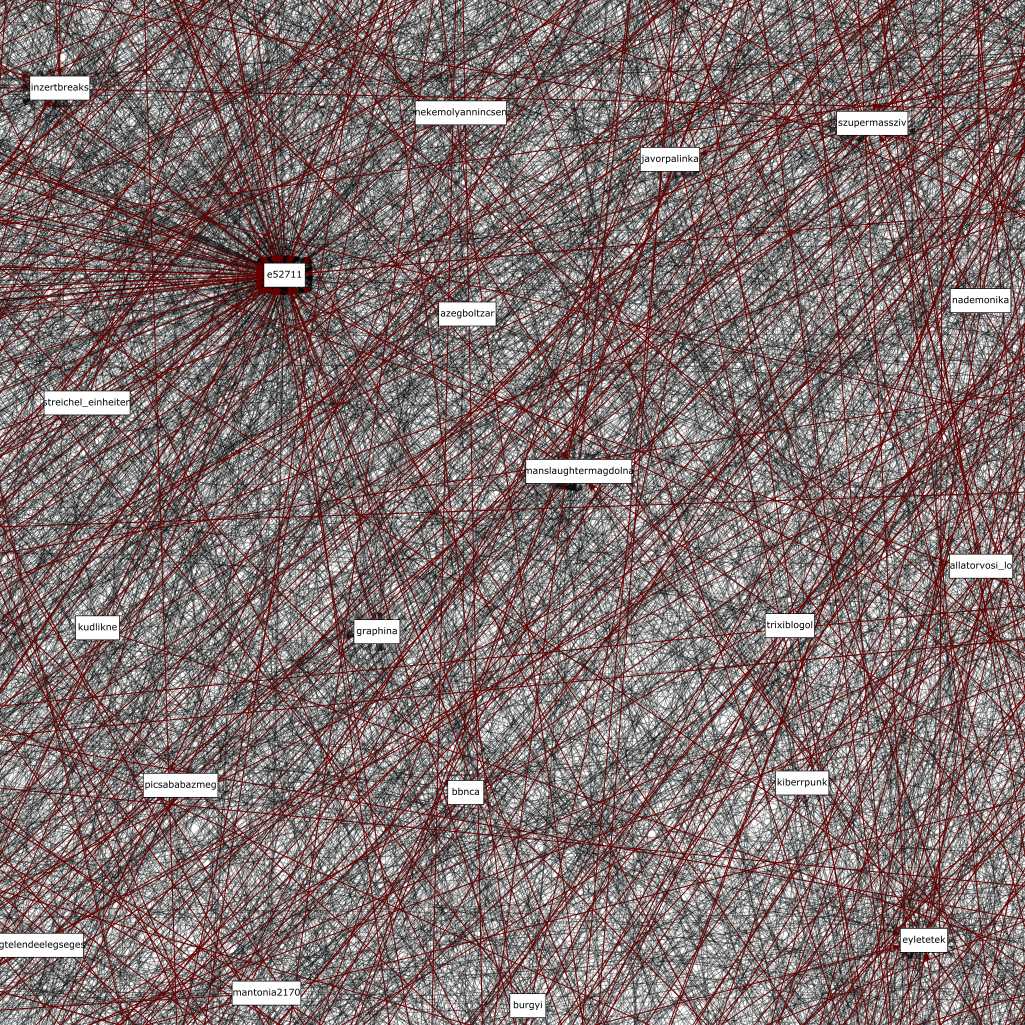 inzertbreaks
nekemolyannincsen
szupermassziv
javorpalinka
e52711
nademonika
azegboltzar
streichel_einheiten
manslaughtermagdolna
allatorvosi_lo
trixiblogol
kudlikne
graphina
kiberrpunk
picsababazmeg
bbnca
eyletetek
gtelendeelegseges
mantonia2170
burgyi